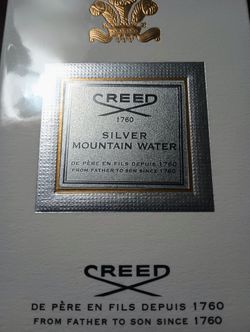 CREED
1760
SILVER
MOUNTAIN WATER
DE PÈRE EN FILS DEPUIS 1760
FROM FATHER TO SON SINCE 1760
CREED
DE PÈRE EN FILS DEPUIS 1760
FROM FATHER TO SON SINCE 1760